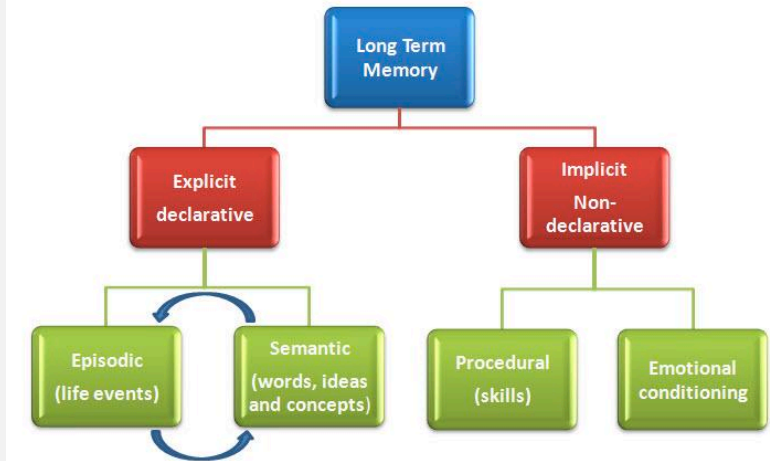 Long Term
Memory
Explicit
declarative
Implicit
Non-
declarative
Episodic
(life events)
Semantic
(words, ideas
and concepts)
Procedural
(skills)
Emotional
conditioning